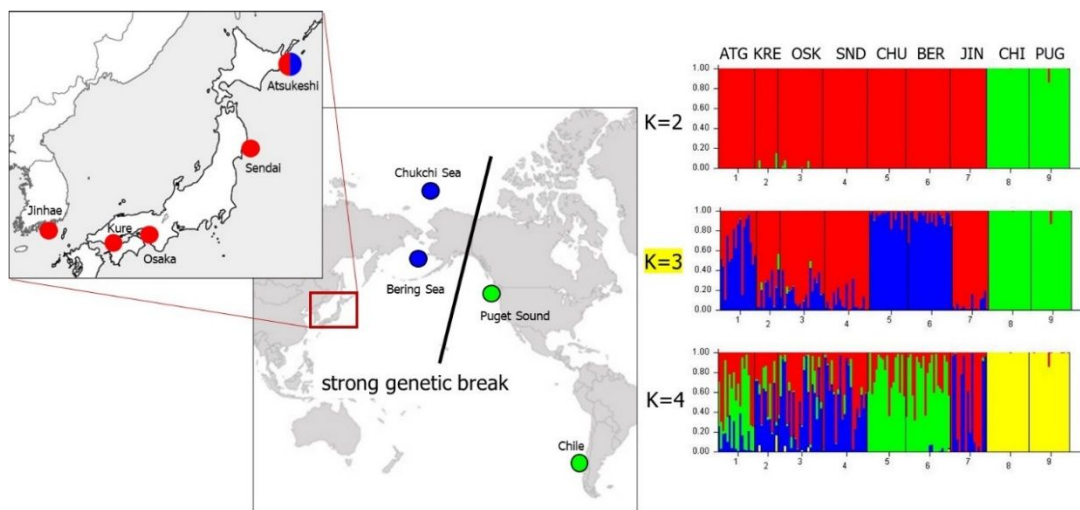 Atsukeshi
Sendai
Jinhae
Kure
Osaka
Chukchi Sea
Bering Sea
Puget Sound
strong genetic break
Chile
ATG KRE OSK SND CHU BER JIN CHI PUG
K=2
1.00
0.80
0.60
0.40
0.20
0.00
1 2 3 4 5 6 7 8 9
K=3
1.00
0.80
0.60
0.40
0.20
0.00
1 2 3 4 5 6 7 8 9
K=4
1.00
0.80
0.60
0.40
0.20
0.00
1 2 3 4 5 6 7 8 9